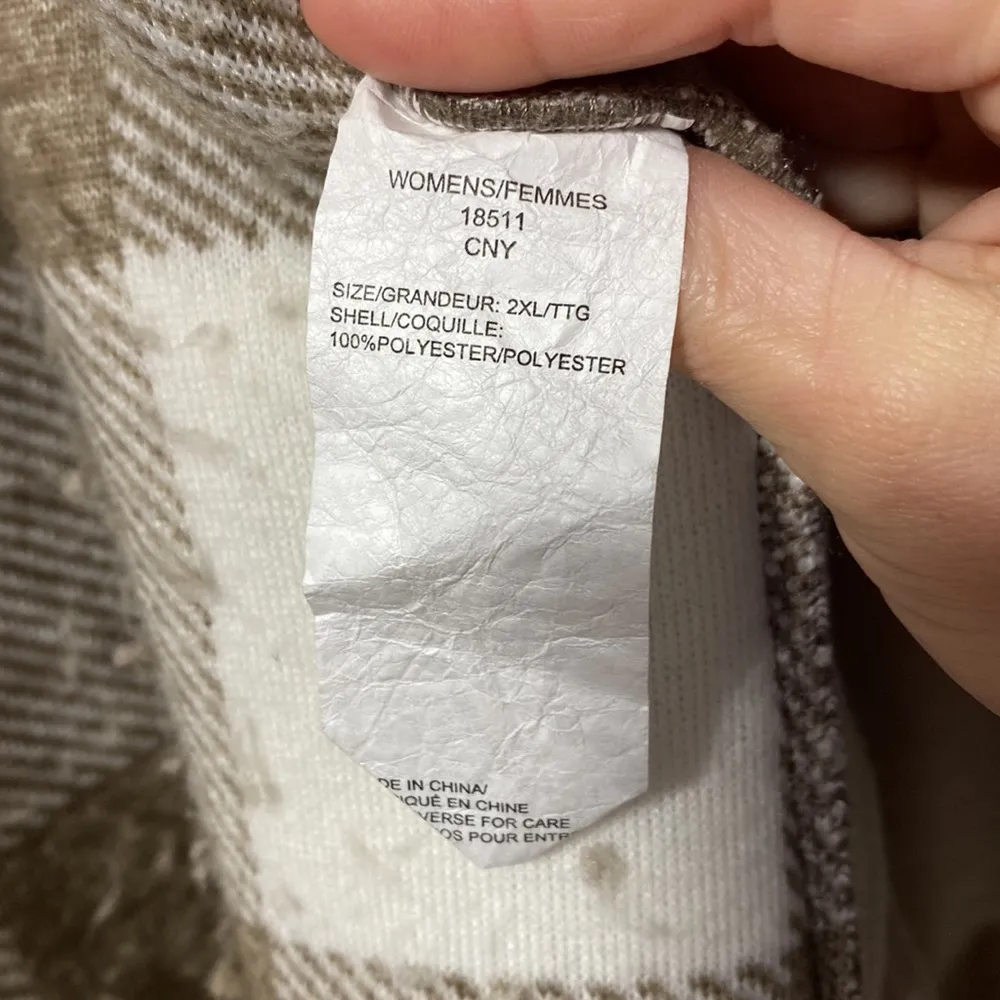 WOMENS/FEMMES
18511
CNY
SIZE/GRANDEUR: 2XL/TTG
SHELL/COQUILLE:
100%POLYESTER/POLYESTER
IN CHINA/
EN CHINE
FOR CARE
POUR